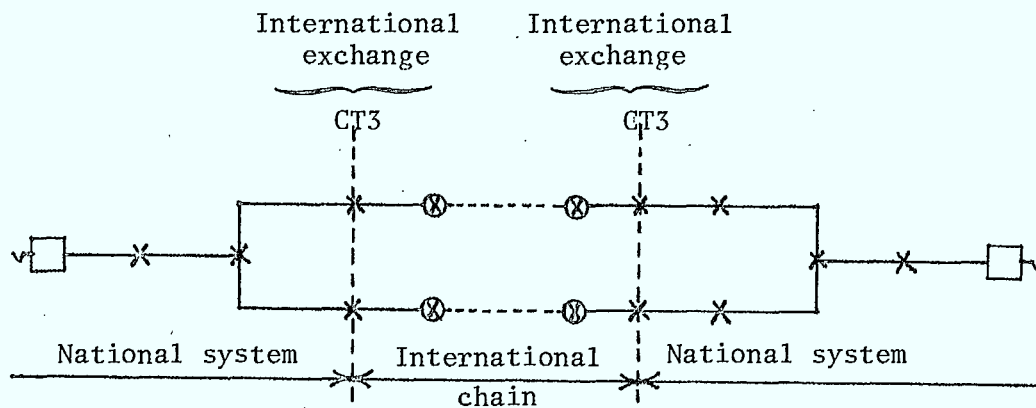 International
exchange
International
exchange
CT3
CT3
National system
International
chain
National system